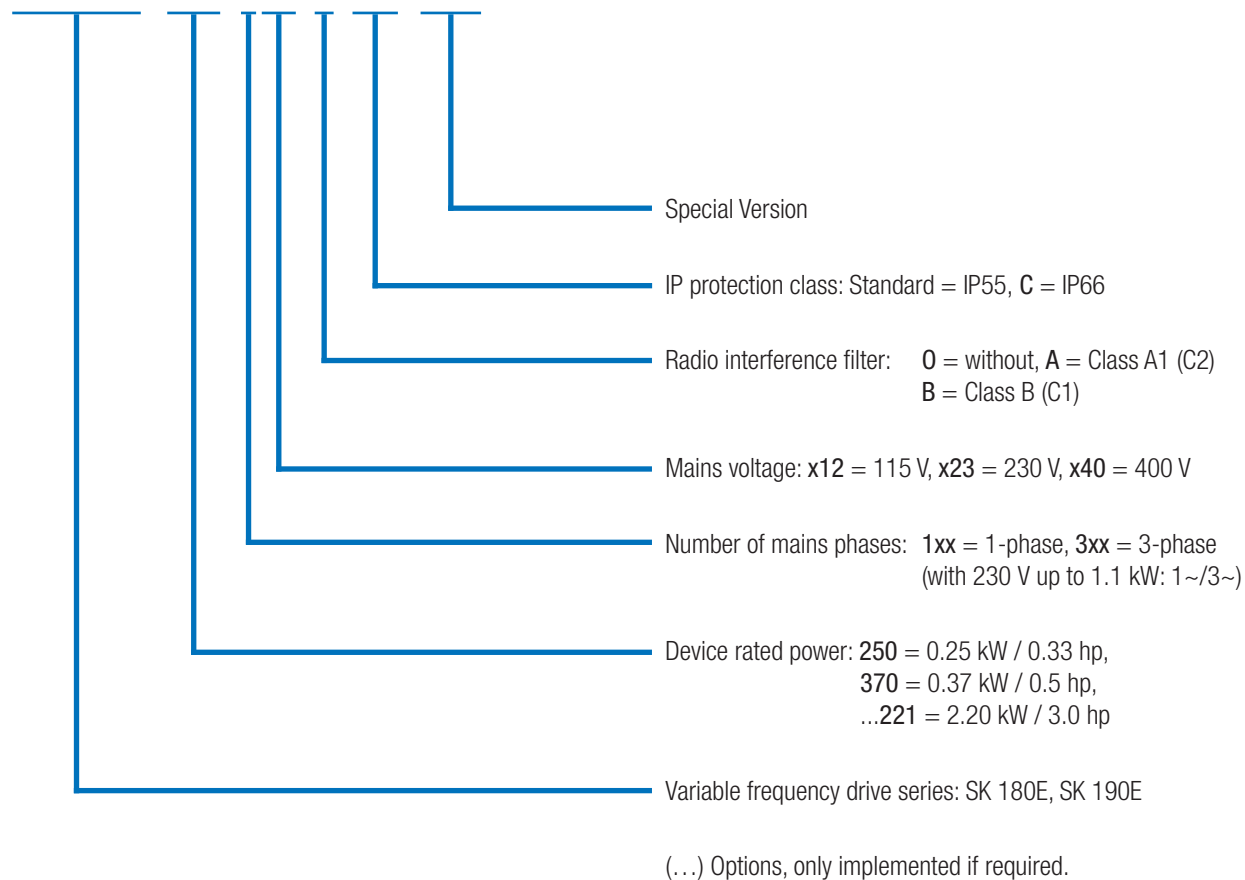 Special Version
IP protection class: Standard = IP55, C = IP66
Radio interference filter: 0 = without, A = Class A1 (C2)
B = Class B (C1)
Mains voltage: x12 = 115 V, x23 = 230 V, x40 = 400 V
Number of mains phases: 1xx = 1-phase, 3xx = 3-phase
(with 230 V up to 1.1 kW: 1~/3~)
Device rated power: 250 = 0.25 kW / 0.33 hp,
370 = 0.37 kW / 0.5 hp,
...221 = 2.20 kW / 3.0 hp
Variable frequency drive series: SK 180E, SK 190E
(…) Options, only implemented if required.